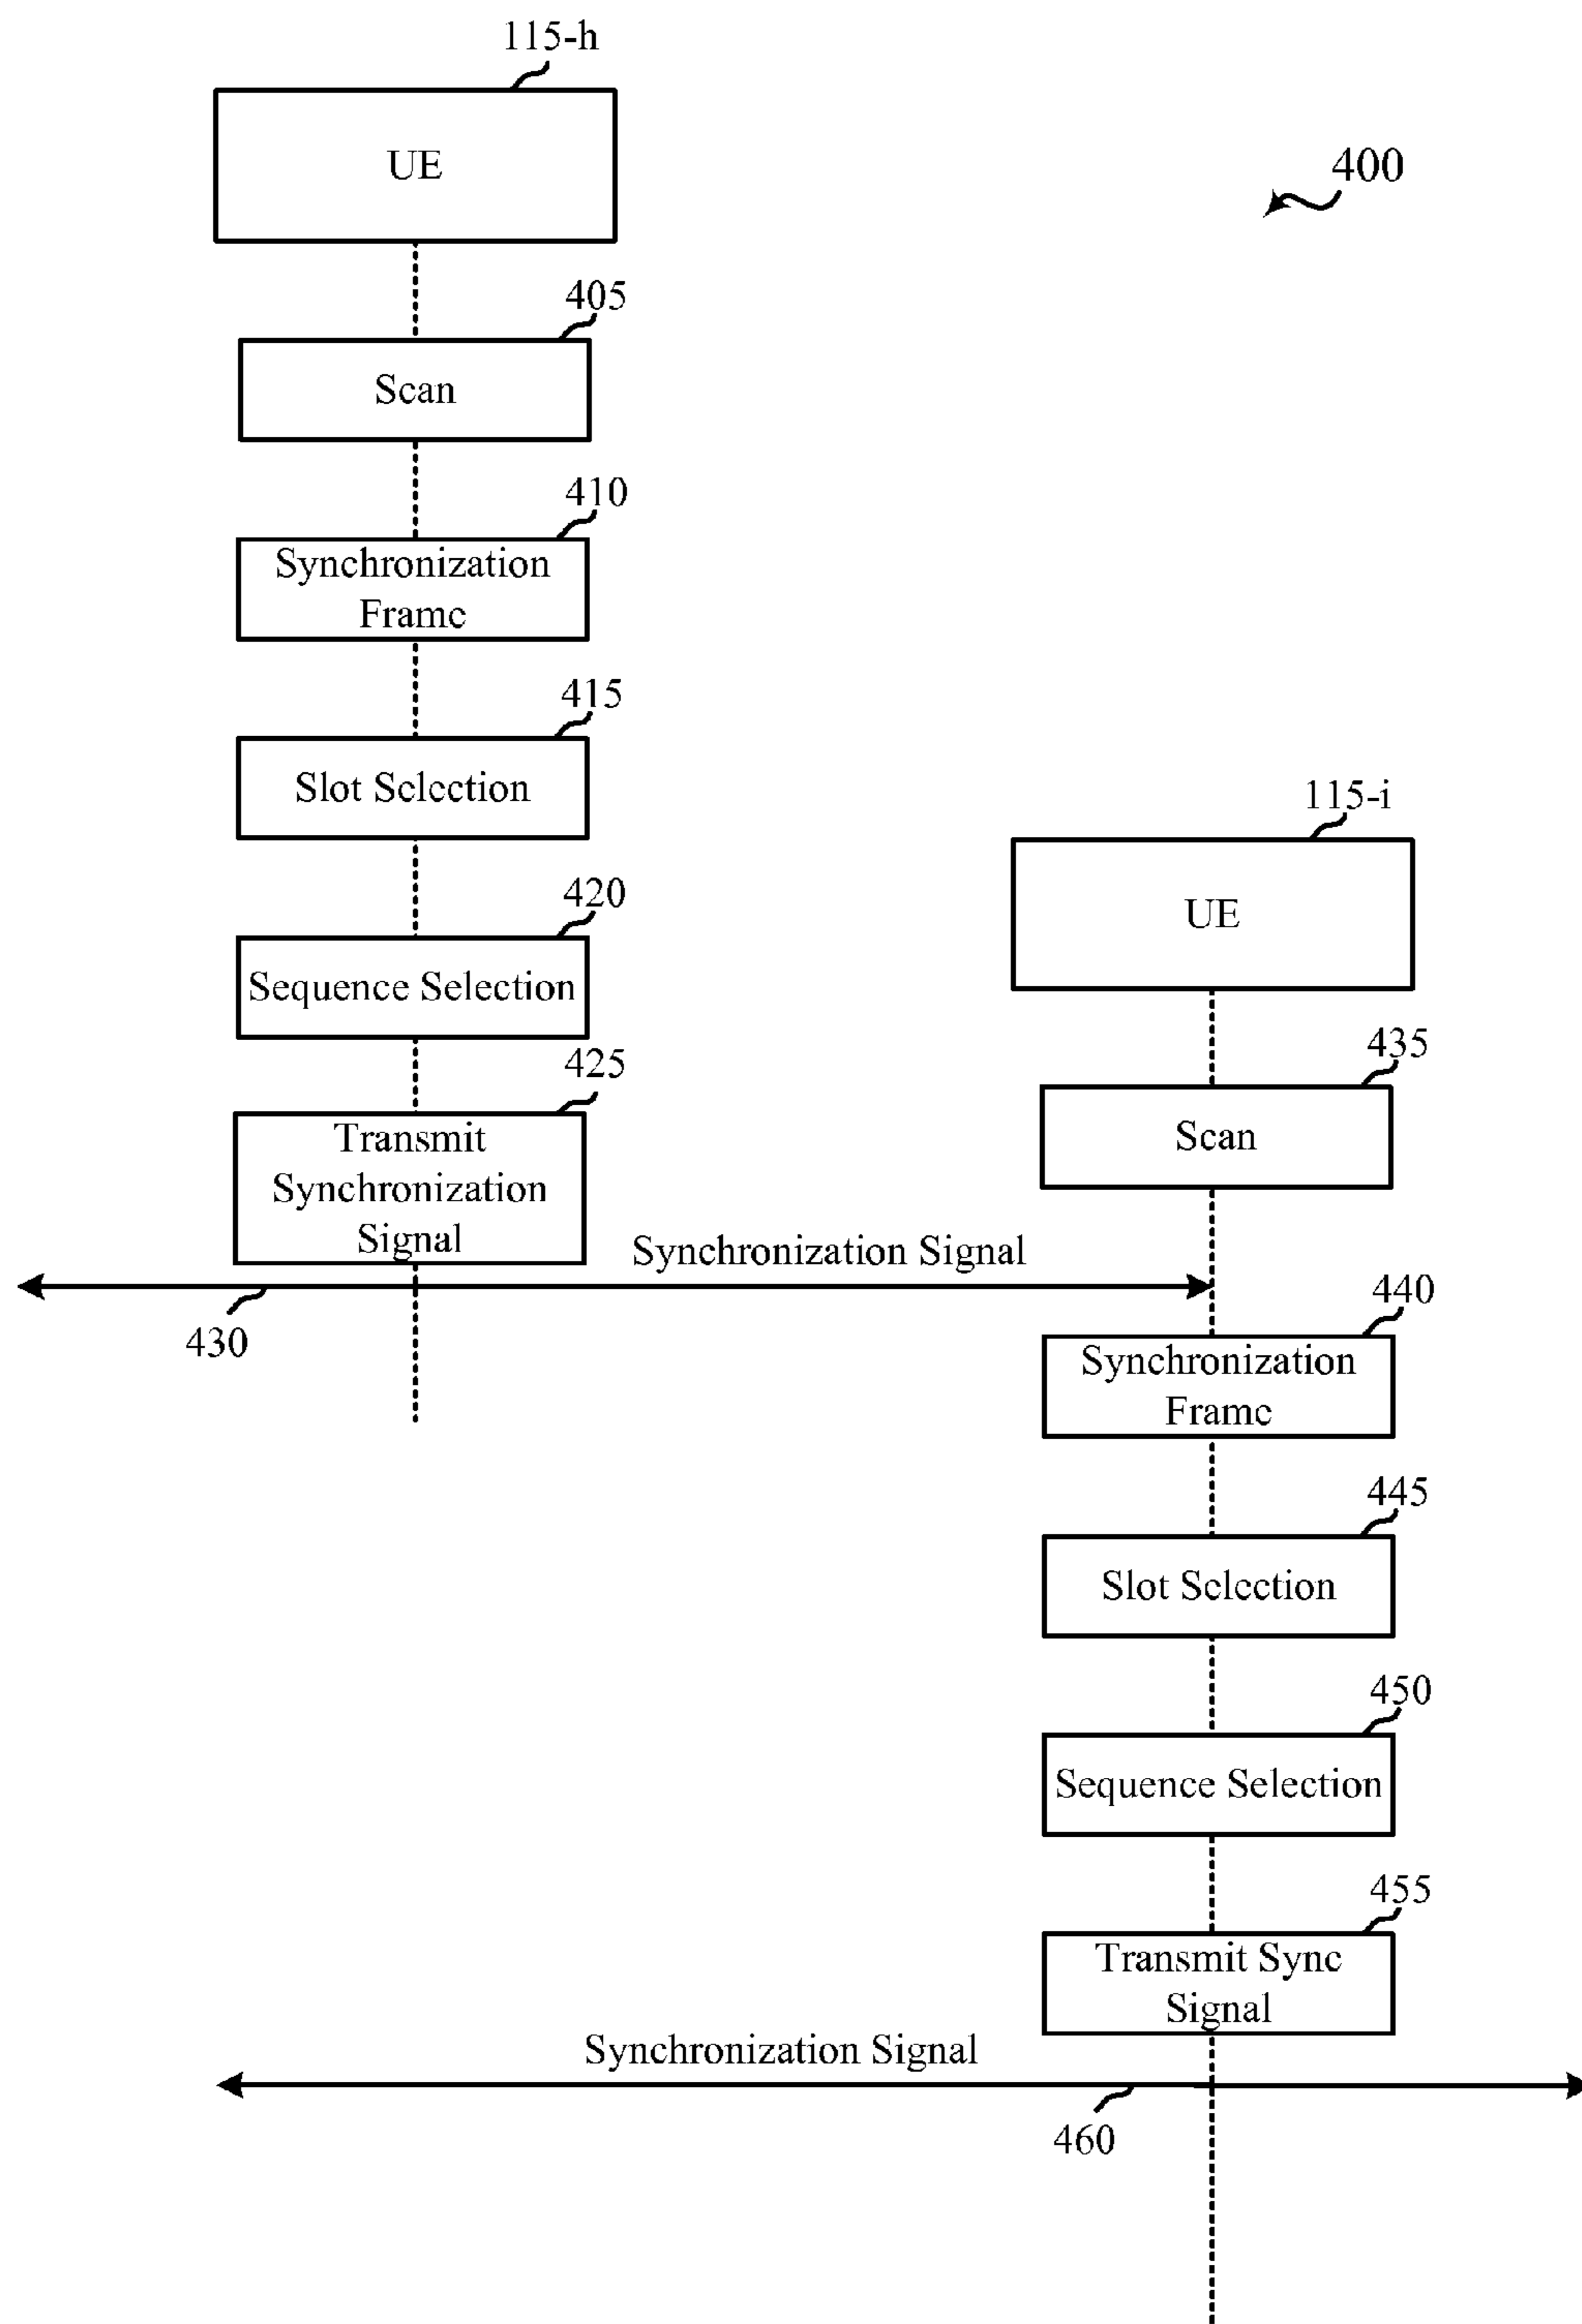 115-h
UE
400
405
Scan
410
Synchronization
Frame
415
Slot Selection
115-i
UE
420
Sequence Selection
425
Transmit
Synchronization
Signal
435
Scan
Synchronization Signal
430
440
Synchronization
Frame
445
Slot Selection
450
Sequence Selection
455
Transmit Sync
Signal
Synchronization Signal
460